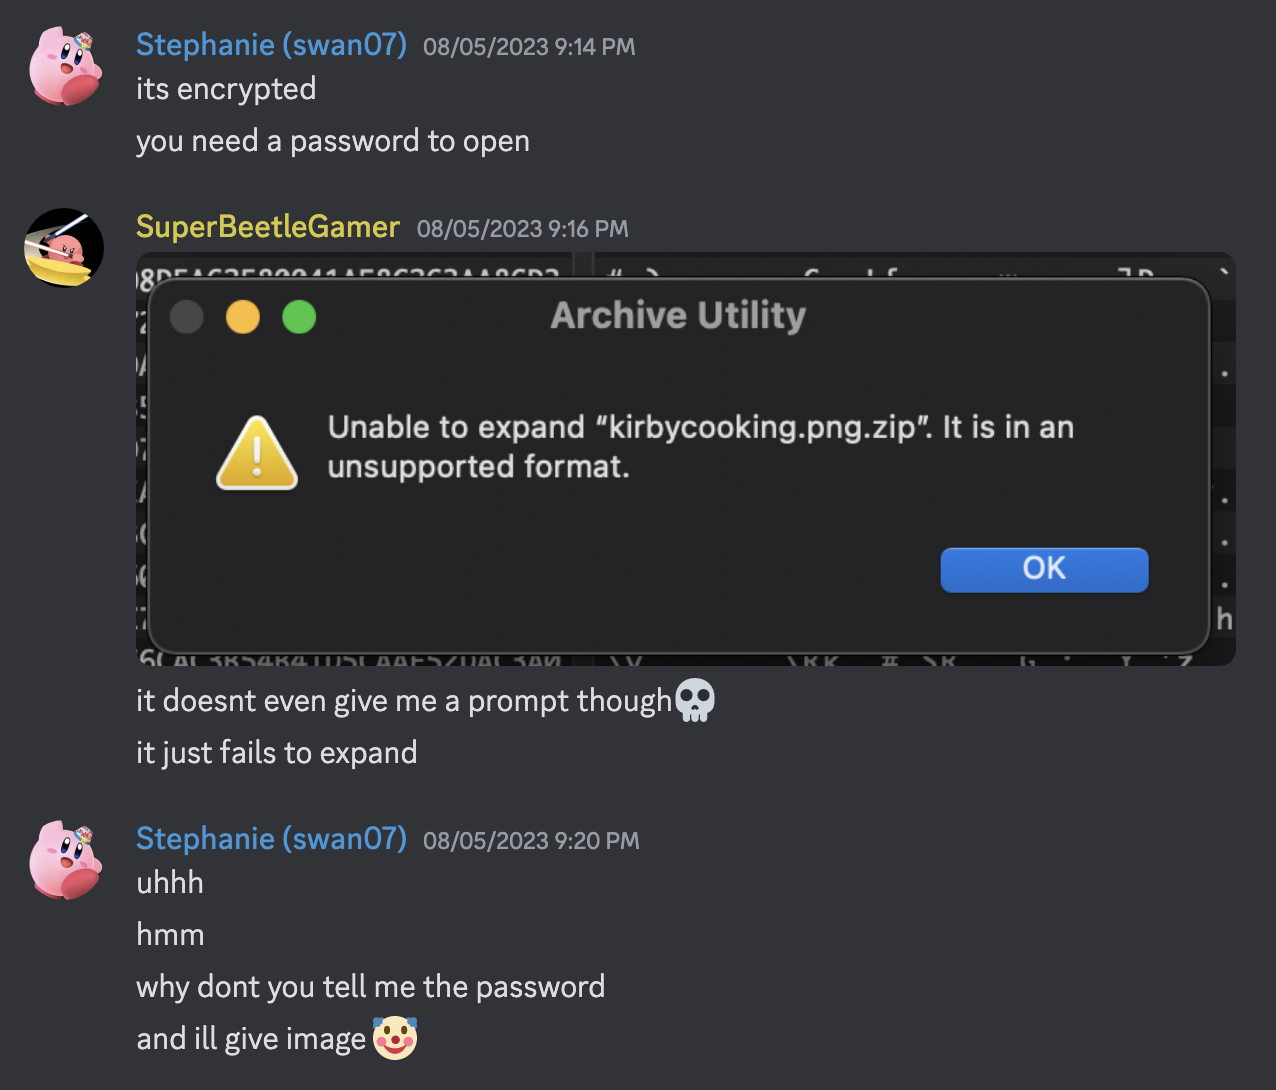 Stephanie (swan07) 08/05/2023 9:14 PM
its encrypted
you need a password to open
SuperBeetleGamer 08/05/2023 9:16 PM
Archive Utility
Unable to expand “kirbycooking.png.zip”. It is in an
unsupported format.
OK
it doesnt even give me a prompt though
it just fails to expand
Stephanie (swan07) 08/05/2023 9:20 PM
uhhh
hmm
why dont you tell me the password
and ill give image